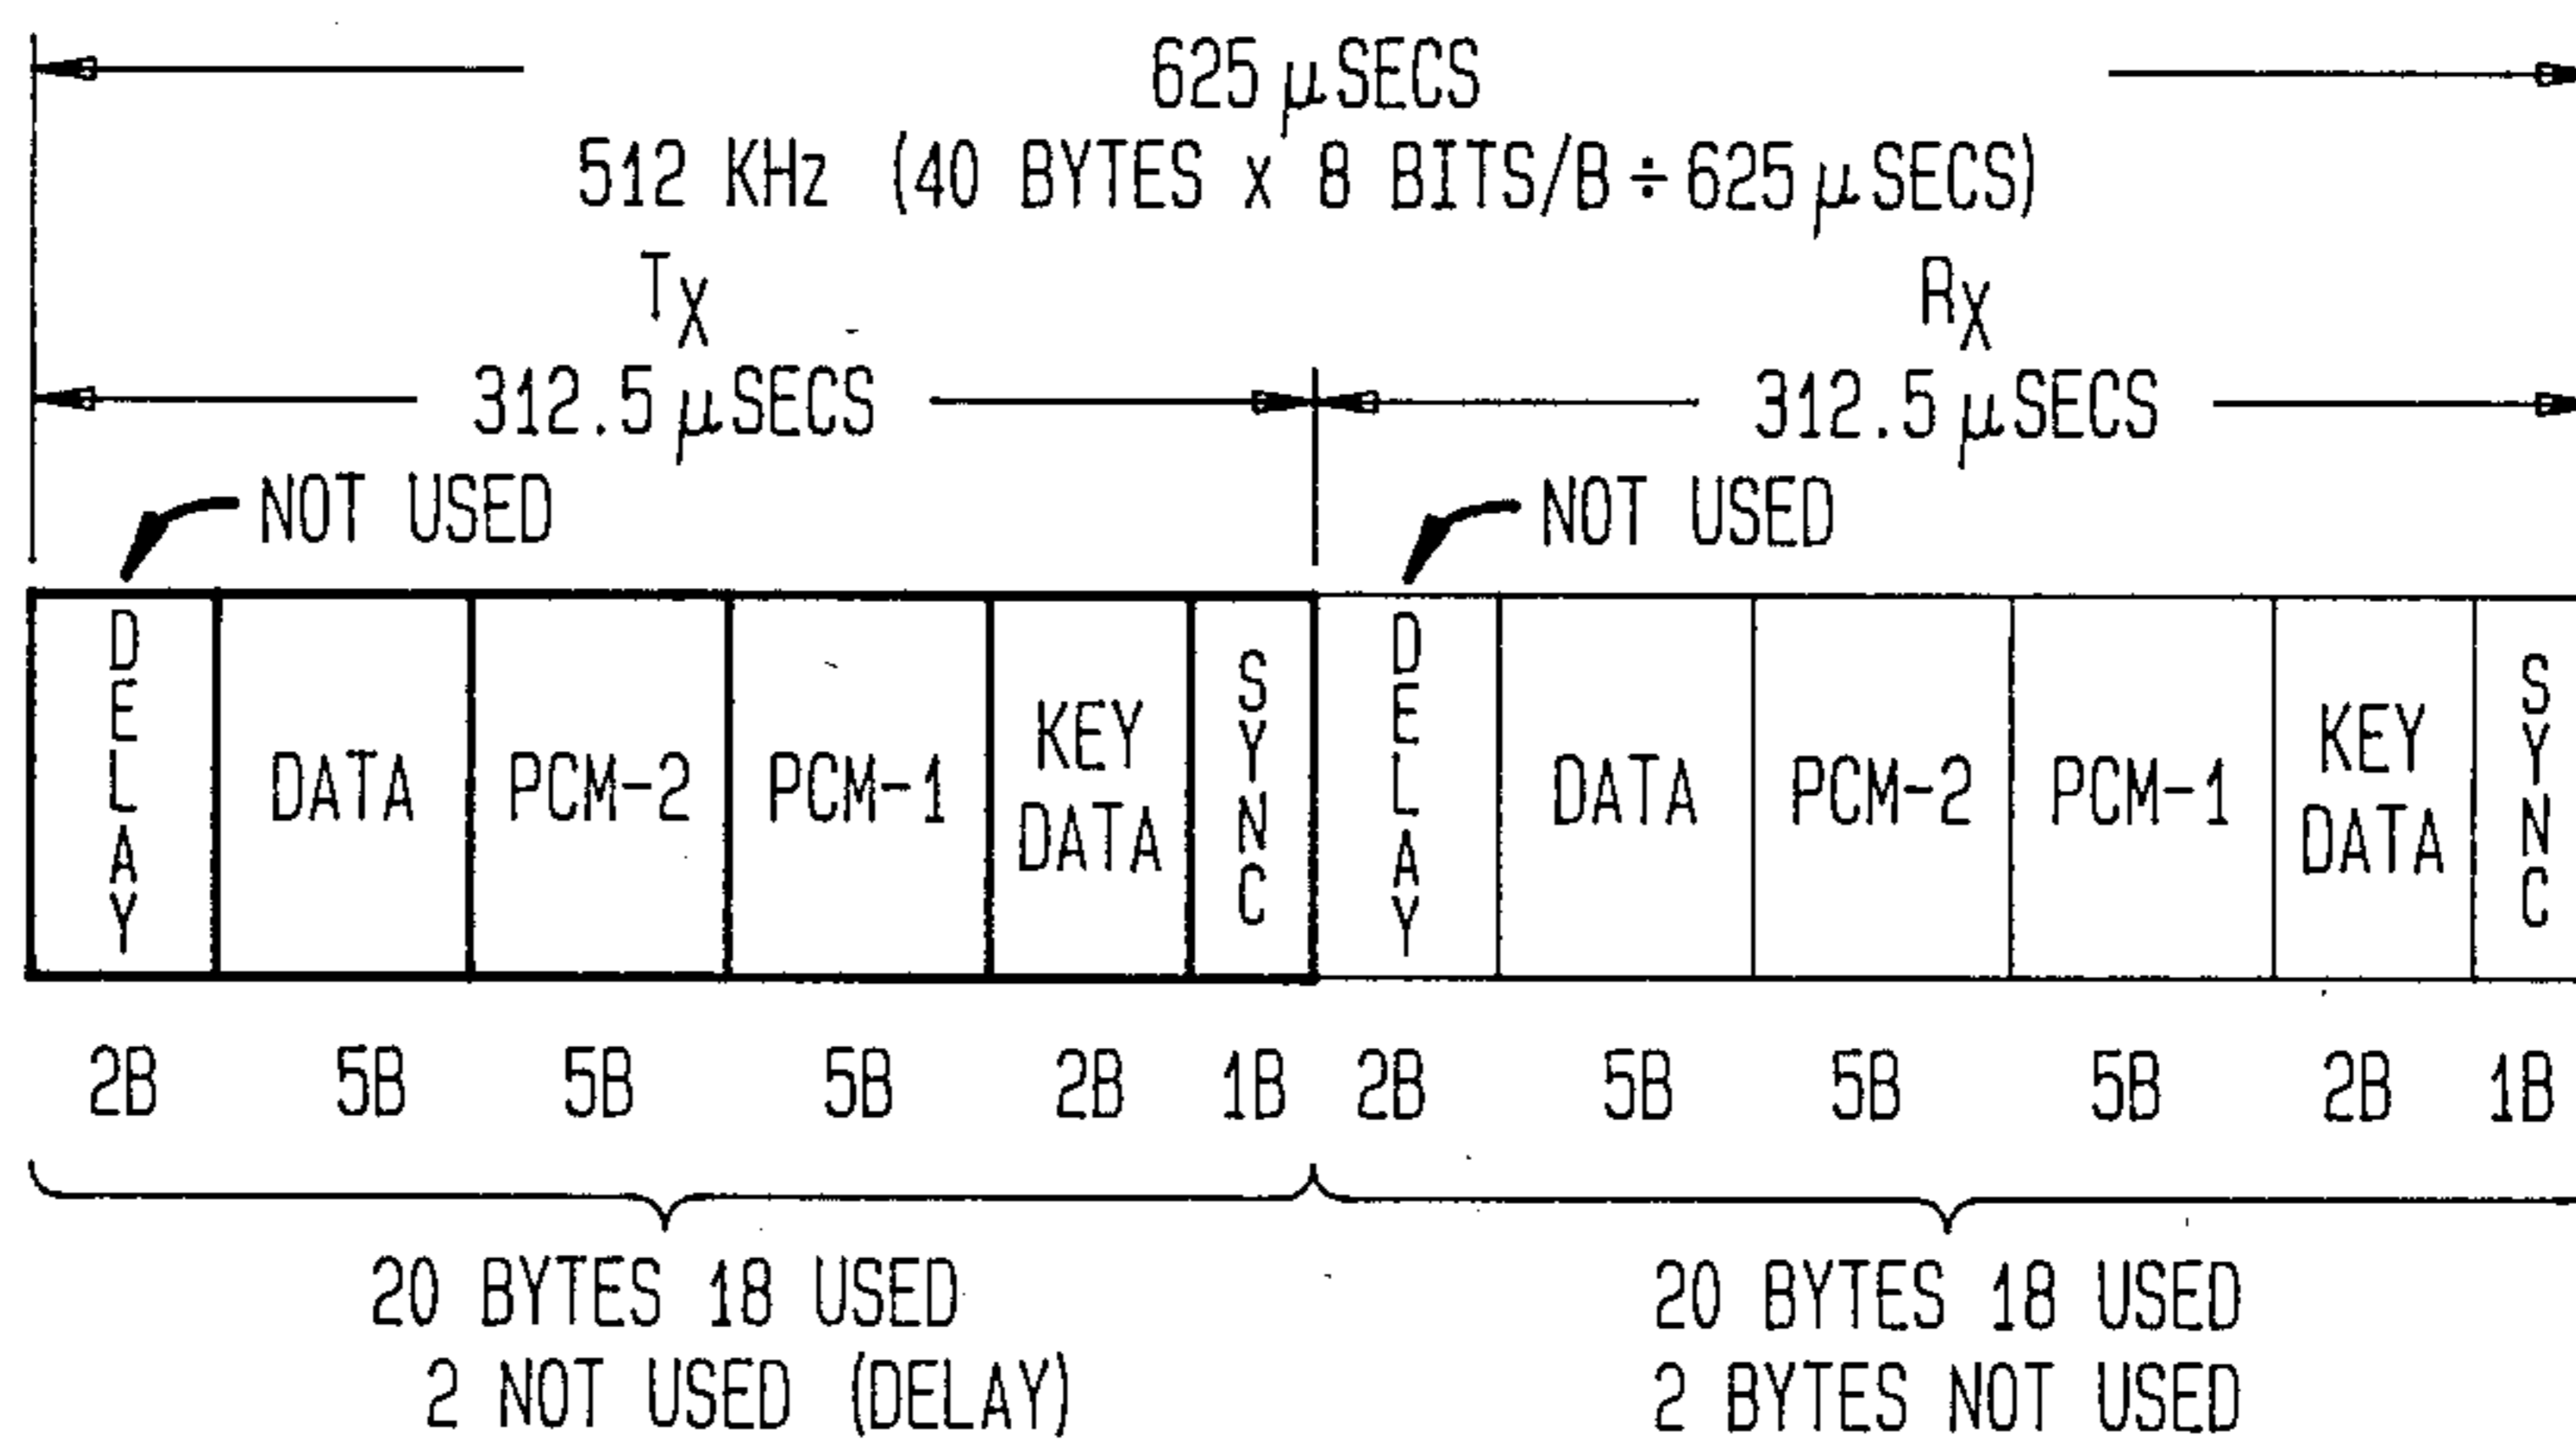 625 µSECS
512 KHz (40 BYTES x 8 BITS/B ÷ 625 µSECS)
TX RX
312.5 µSECS 312.5 µSECS
NOT USED NOT USED
DELAY DATA PCM-2 PCM-1 KEY DATA SYNC DELAY DATA PCM-2 PCM-1 KEY DATA SYNC
2B 5B 5B 5B 2B 1B 2B 5B 5B 5B 2B 1B
20 BYTES 18 USED 20 BYTES 18 USED
2 NOT USED (DELAY) 2 BYTES NOT USED